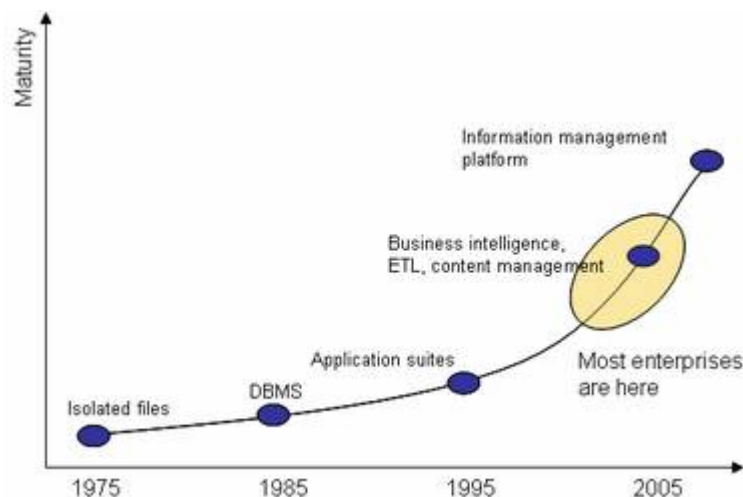 Maturity
Information management
platform
Business intelligence,
ETL, content management
Application suites
Most enterprises
are here
DBMS
Isolated files
1975
1985
1995
2005